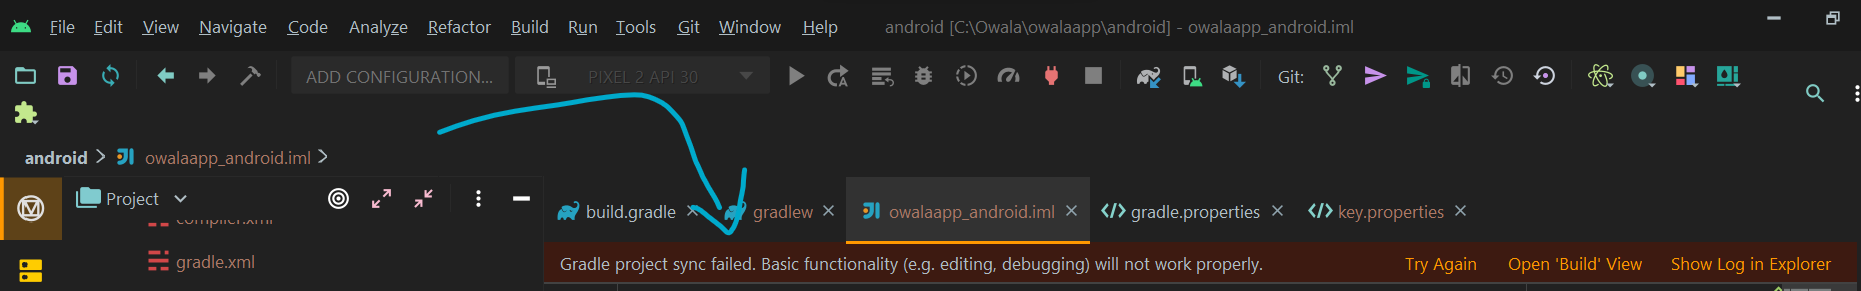 File Edit View Navigate Code Analyze Refactor Build Run Tools Git Window Help android [C:\Owala\owalaapp\android] - owalaapp_android.iml
ADD CONFIGURATION... PIXEL 2 API 30 Git:
android owalaapp_android.iml
Project
compiler.xml
gradle.xml
build.gradle gradlew owalaapp_android.iml gradle.properties key.properties
Gradle project sync failed. Basic functionality (e.g. editing, debugging) will not work properly. Try Again Open 'Build' View Show Log in Explorer